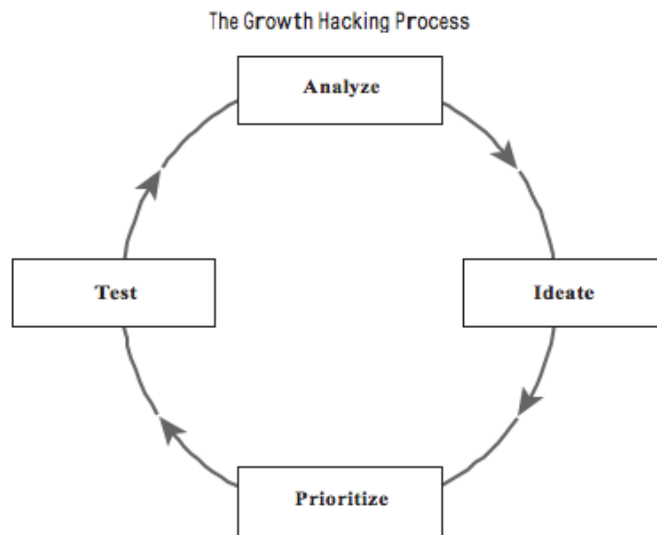 The Growth Hacking Process
Analyze
Test
Ideate
Prioritize